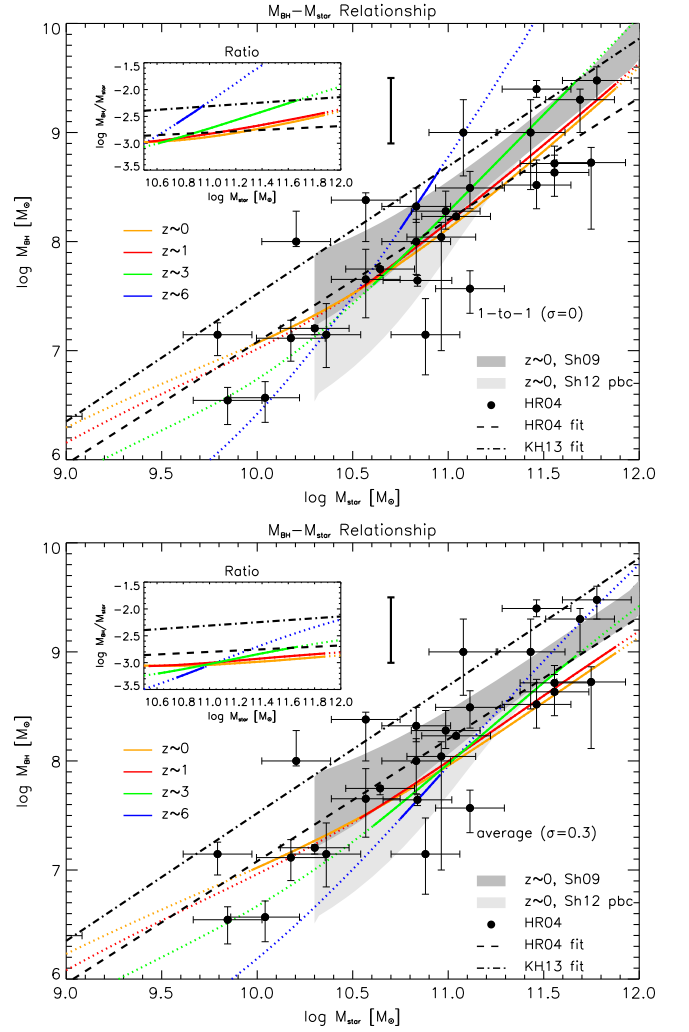 M_BH−M_star Relationship
Ratio
log M_BH/M_star
-1.5
-2.0
-2.5
-3.0
-3.5
10.6 10.8 11.0 11.2 11.4 11.6 11.8 12.0
log M_star [M_⊙]
z~0
z~1
z~3
z~6
1-to-1 (σ=0)
z~0, Sh09
z~0, Sh12 pbc
HR04
HR04 fit
KH13 fit
log M_BH [M_⊙]
10
9
8
7
6
9.0 9.5 10.0 10.5 11.0 11.5 12.0
log M_star [M_⊙]
M_BH−M_star Relationship
Ratio
log M_BH/M_star
-1.5
-2.0
-2.5
-3.0
-3.5
10.6 10.8 11.0 11.2 11.4 11.6 11.8 12.0
log M_star [M_⊙]
z~0
z~1
z~3
z~6
average (σ=0.3)
z~0, Sh09
z~0, Sh12 pbc
HR04
HR04 fit
KH13 fit
log M_BH [M_⊙]
10
9
8
7
6
9.0 9.5 10.0 10.5 11.0 11.5 12.0
log M_star [M_⊙]